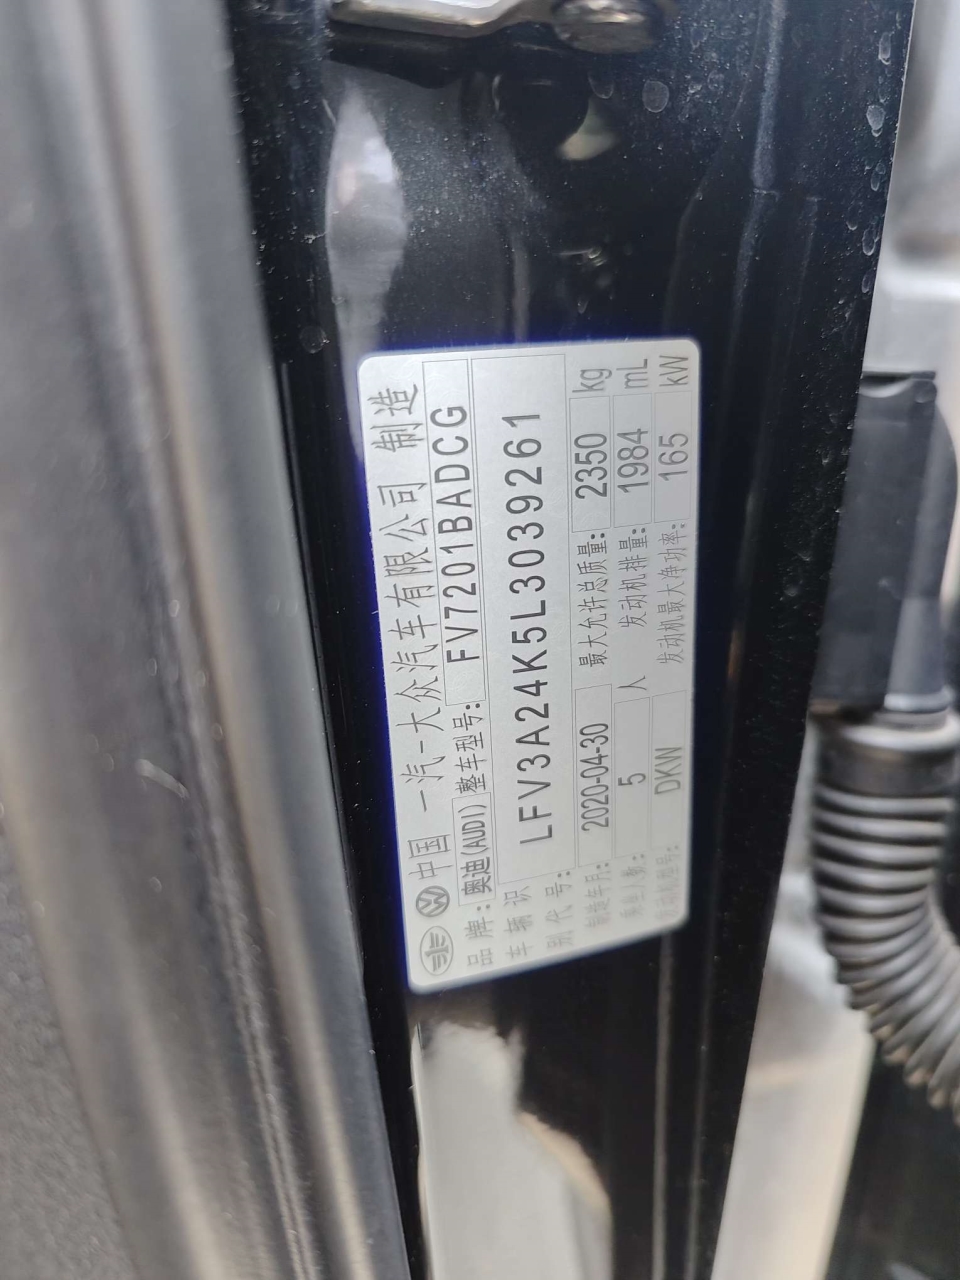 中国 一汽-大众汽车有限公司 制造
品牌: 奥迪(AUDI) 整车型号: FV7201BADCG
车辆识别代号: LFV3A24K5L3039261
制造年月: 2020-04-30 最大允许总质量: 2350 kg
乘坐人数: 5 人 发动机排量: 1984 mL
发动机型号: DKW 发动机最大净功率: 165 kW